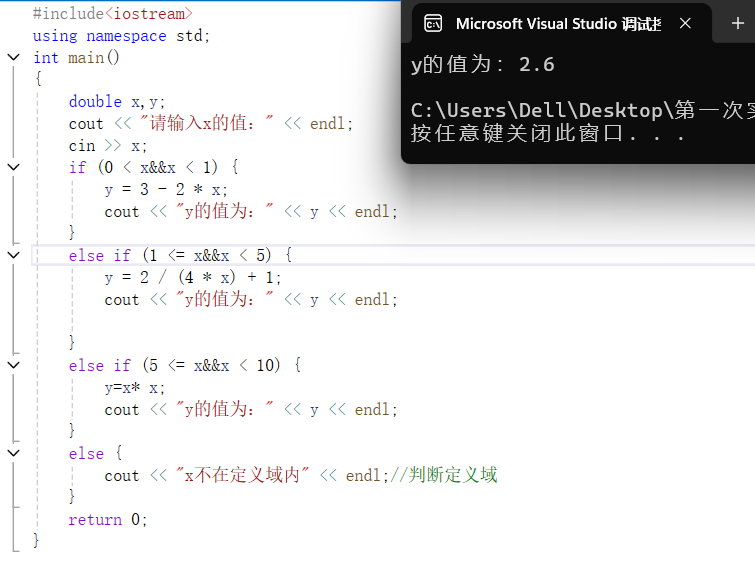 #include<iostream>
using namespace std;
int main()
{
double x,y;
cout << "请输入x的值：" << endl;
cin >> x;
if (0 < x&&x < 1) {
y = 3 - 2 * x;
cout << "y的值为：" << y << endl;
}
else if (1 <= x&&x < 5) {
y = 2 / (4 * x) + 1;
cout << "y的值为：" << y << endl;
}
else if (5 <= x&&x < 10) {
y=x* x;
cout << "y的值为：" << y << endl;
}
else {
cout << "x不在定义域内" << endl;//判断定义域
}
return 0;
}
Microsoft Visual Studio 调试
y的值为：2.6
C:\Users\Dell\Desktop\第一次
按任意键关闭此窗口. . .